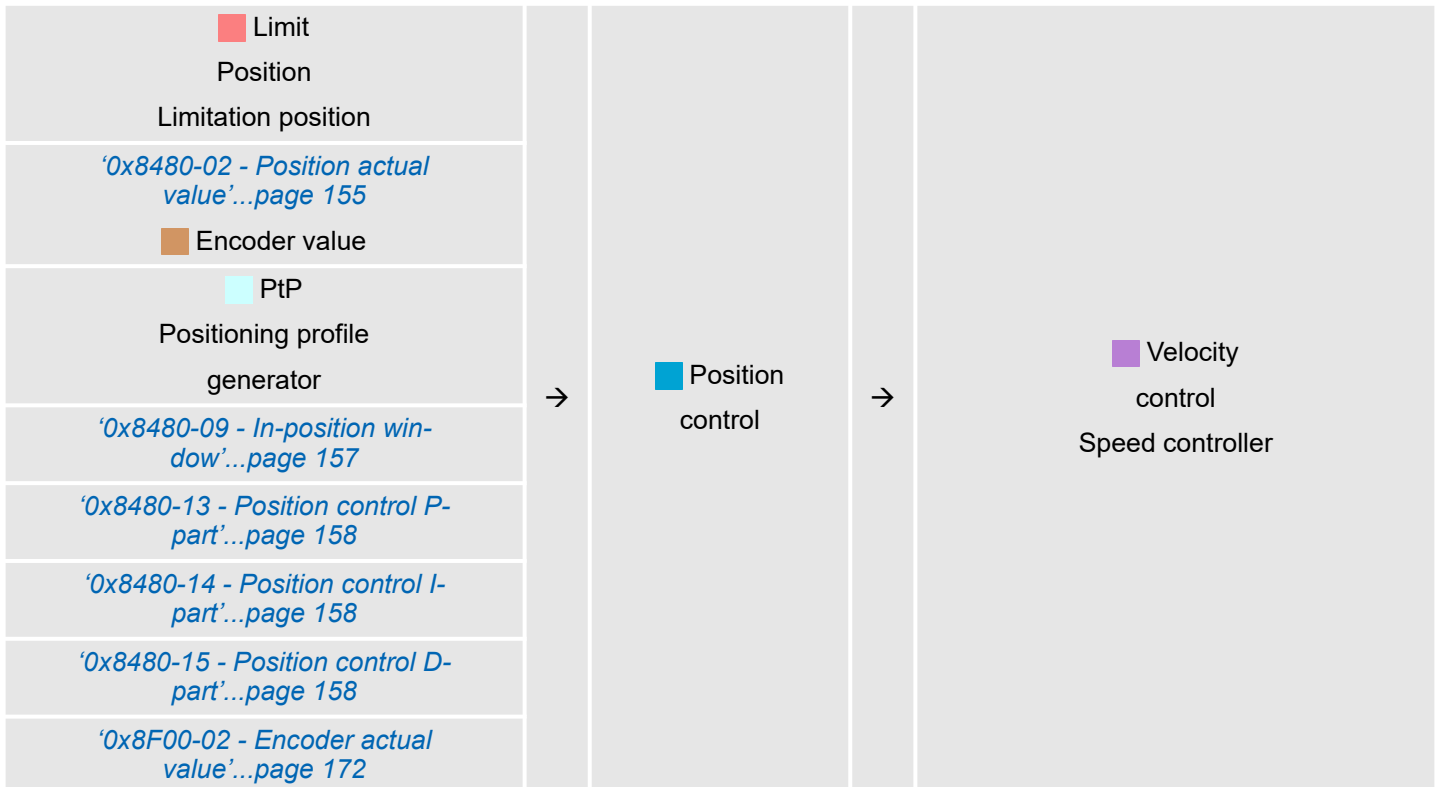 Limit
Position
Limitation position
‘0x8480-02 - Position actual
value’...page 155
Encoder value
PtP
Positioning profile
generator
‘0x8480-09 - In-position win-
dow’...page 157
‘0x8480-13 - Position control P-
part’...page 158
‘0x8480-14 - Position control I-
part’...page 158
‘0x8480-15 - Position control D-
part’...page 158
‘0x8F00-02 - Encoder actual
value’...page 172
→
Position
control
→
Velocity
control
Speed controller